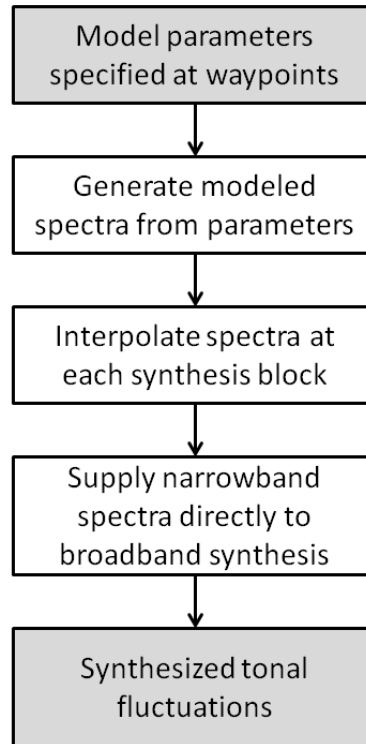 Model parameters
specified at waypoints
Generate modeled
spectra from parameters
Interpolate spectra at
each synthesis block
Supply narrowband
spectra directly to
broadband synthesis
Synthesized tonal
fluctuations